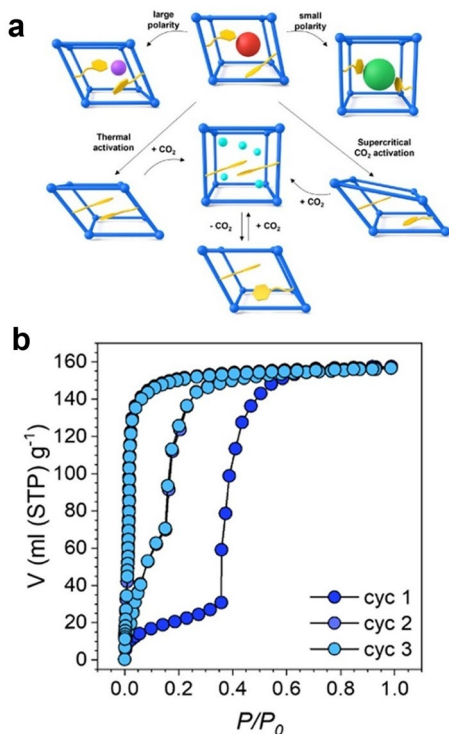 a
large
polarity
small
polarity
Thermal
activation
+ CO₂
Supercritical
CO₂ activation
+ CO₂
- CO₂
+ CO₂
b
V (ml (STP) g⁻¹
160
140
120
100
80
60
40
20
0
cyc 1
cyc 2
cyc 3
0.0 0.2 0.4 0.6 0.8 1.0
P/P₀